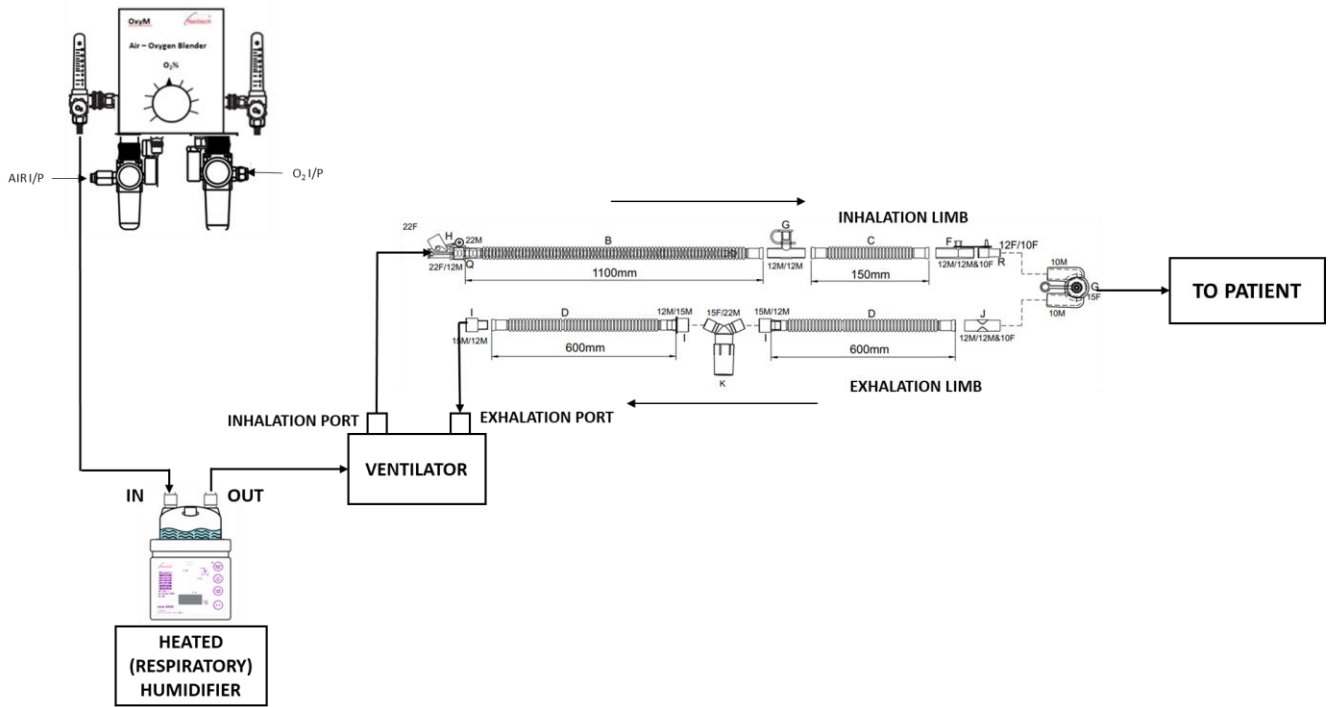 OxyM
Air – Oxygen Blender
O₂%
AIR I/P
O₂ I/P
INHALATION LIMB
22F
H
22M
B
G
C
F
12F/10F
22F/12M
Q
12M/12M
12M/12M&10F
R
1100mm
150mm
10M
G
15F
10M
TO PATIENT
I
D
12M/15M
15F/22M
15M/12M
D
J
15M/12M
I
I
12M/12M&10F
600mm
600mm
K
EXHALATION LIMB
INHALATION PORT
EXHALATION PORT
VENTILATOR
IN
OUT
HEATED
(RESPIRATORY)
HUMIDIFIER